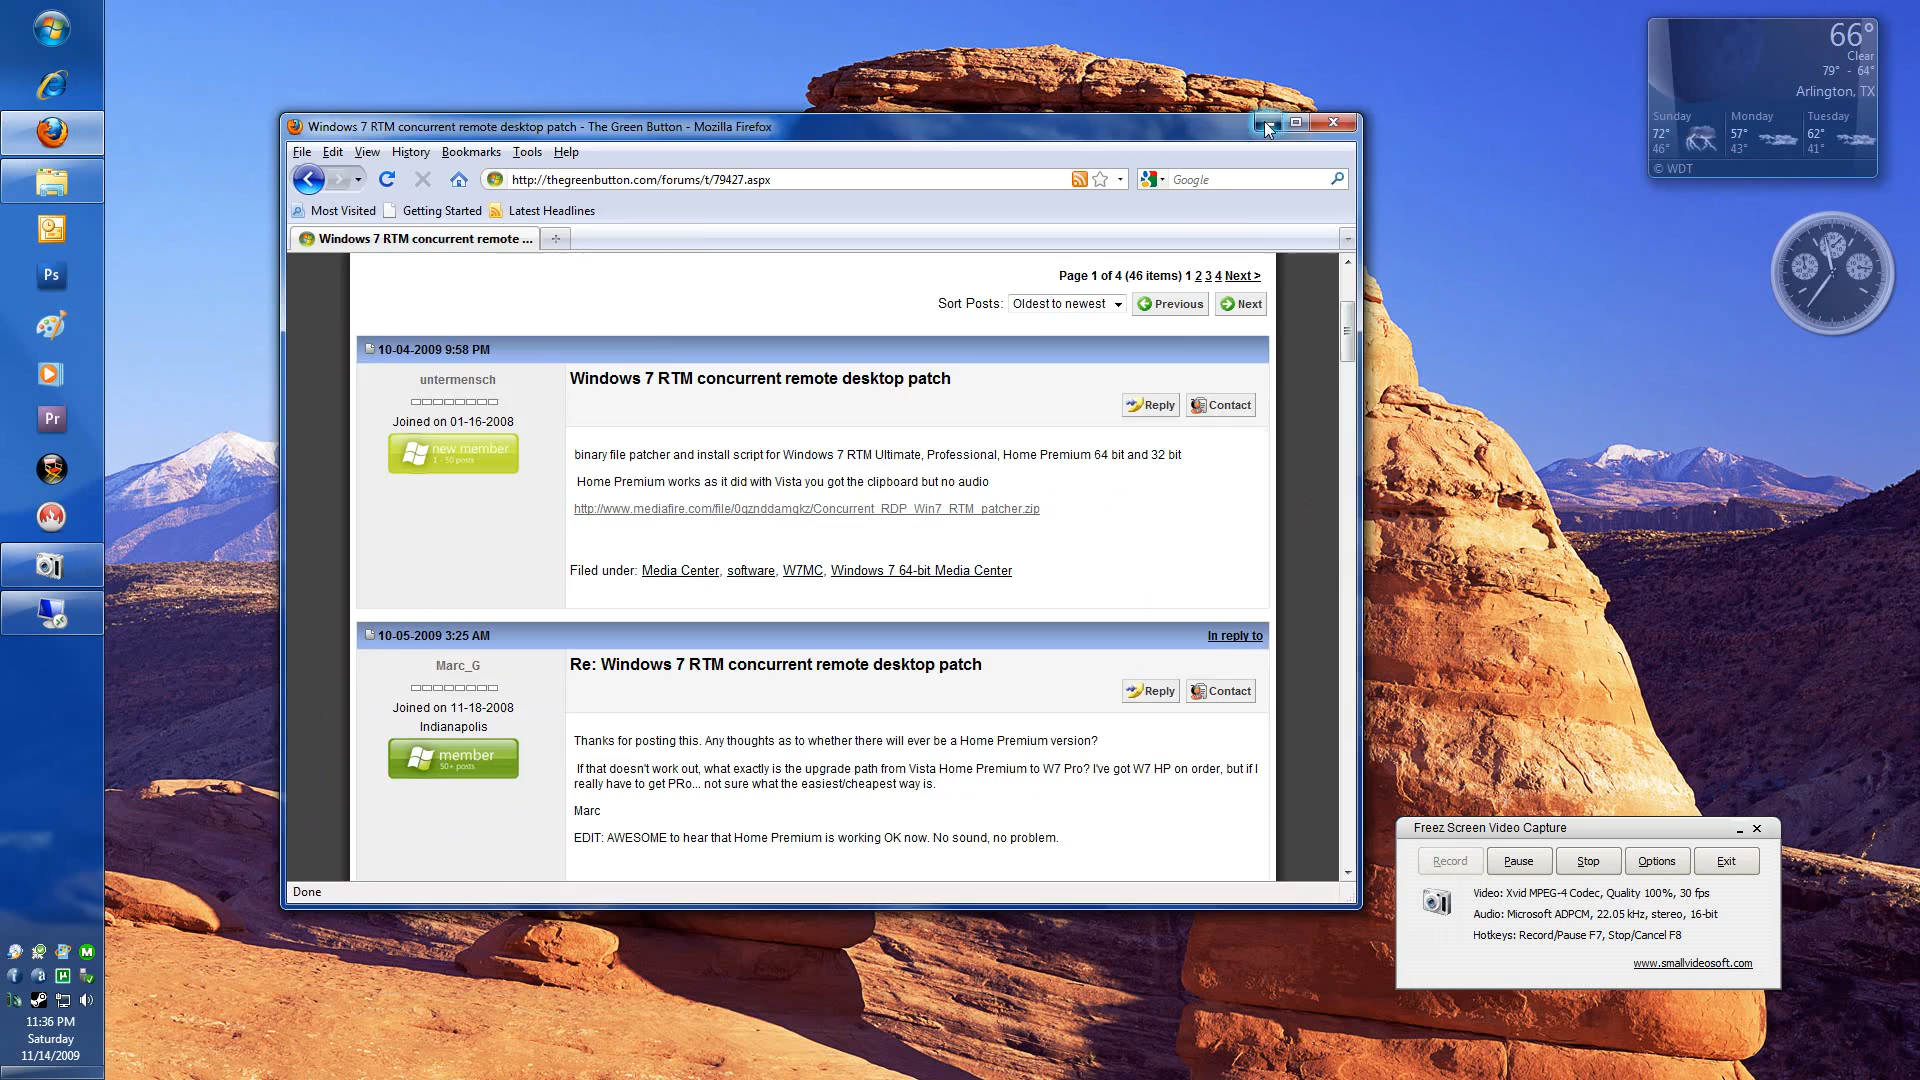 66°
Clear
79° - 64°
Arlington, TX
Sunday
72°
46°
Monday
57°
43°
Tuesday
62°
41°
© WDT
Windows 7 RTM concurrent remote desktop patch - The Green Button - Mozilla Firefox
File Edit View History Bookmarks Tools Help
http://thegreenbutton.com/forums/t/79427.aspx
Google
Most Visited Getting Started Latest Headlines
Windows 7 RTM concurrent remote ...
Page 1 of 4 (46 items) 1 2 3 4 Next >
Sort Posts: Oldest to newest Previous Next
10-04-2009 9:58 PM
untermensch
Joined on 01-16-2008
new member
1 - 50 posts
Windows 7 RTM concurrent remote desktop patch
Reply Contact
binary file patcher and install script for Windows 7 RTM Ultimate, Professional, Home Premium 64 bit and 32 bit
Home Premium works as it did with Vista you got the clipboard but no audio
http://www.mediafire.com/file/0qznddamqkz/Concurrent_RDP_Win7_RTM_patcher.zip
Filed under: Media Center, software, W7MC, Windows 7 64-bit Media Center
10-05-2009 3:25 AM
In reply to
Marc_G
Joined on 11-18-2008
Indianapolis
member
50+ posts
Re: Windows 7 RTM concurrent remote desktop patch
Reply Contact
Thanks for posting this. Any thoughts as to whether there will ever be a Home Premium version?
If that doesn't work out, what exactly is the upgrade path from Vista Home Premium to W7 Pro? I've got W7 HP on order, but if I
really have to get PRo... not sure what the easiest/cheapest way is.
Marc
EDIT: AWESOME to hear that Home Premium is working OK now. No sound, no problem.
Done
Freez Screen Video Capture
Record Pause Stop Options Exit
Video: Xvid MPEG-4 Codec, Quality 100%, 30 fps
Audio: Microsoft ADPCM, 22.05 kHz, stereo, 16-bit
Hotkeys: Record/Pause F7, Stop/Cancel F8
www.smallvideosoft.com
Ps
Pr
11:36 PM
Saturday
11/14/2009